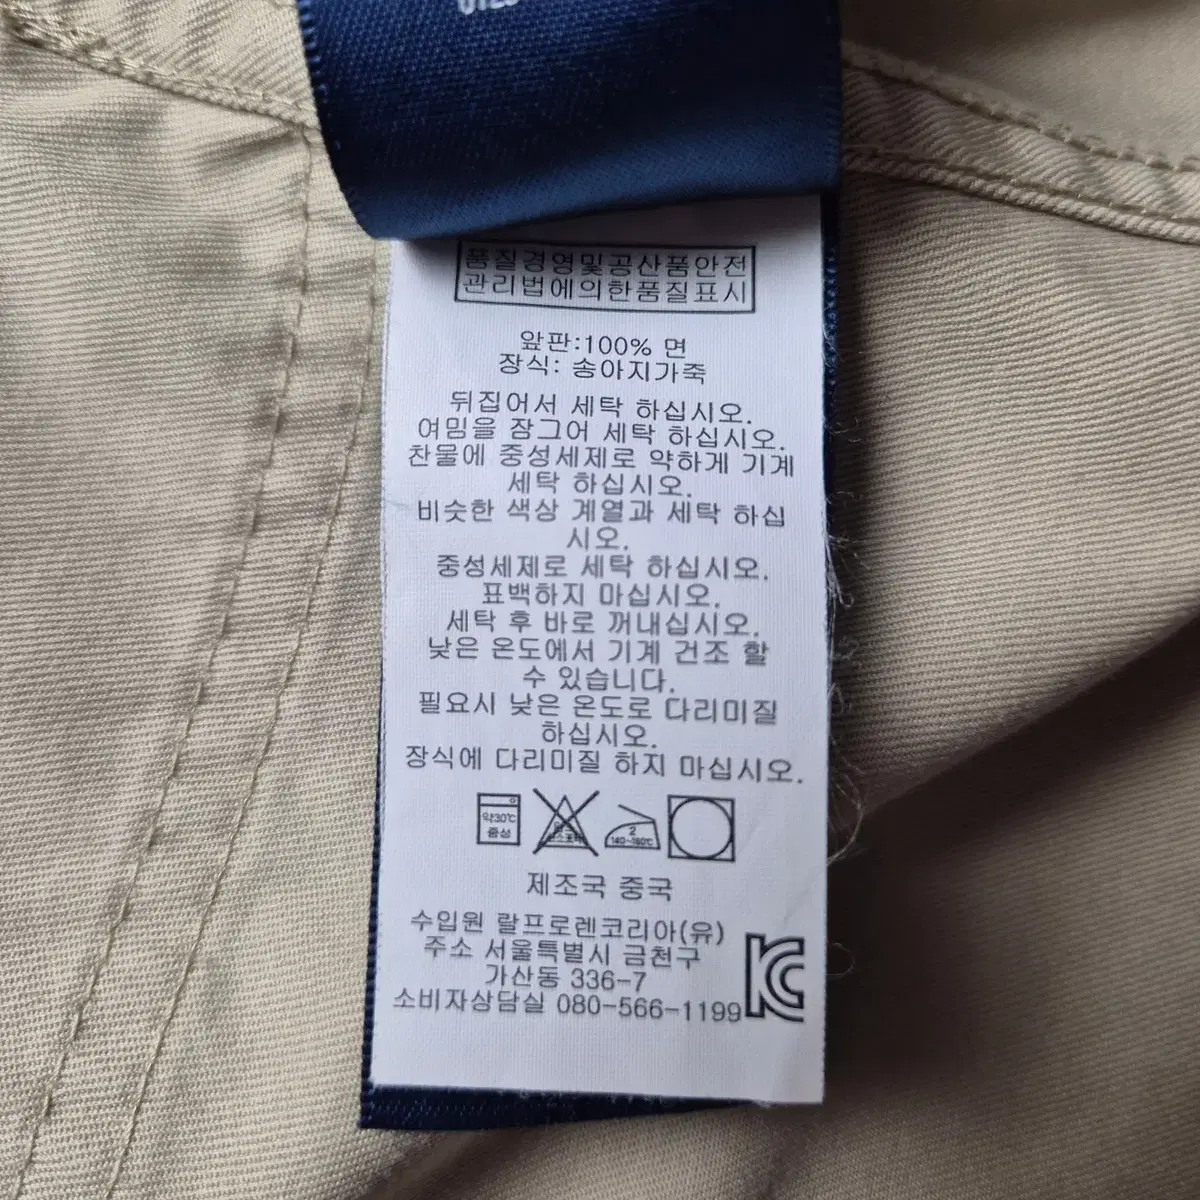 품질경영및공산품안전
관리법에의한품질표시
앞판:100% 면
장식: 송아지가죽
뒤집어서 세탁 하십시오.
여밈을 잠그어 세탁 하십시오.
찬물에 중성세제로 약하게 기계
세탁 하십시오.
비슷한 색상 계열과 세탁 하십
시오.
중성세제로 세탁 하십시오.
표백하지 마십시오.
세탁 후 바로 꺼내십시오.
낮은 온도에서 기계 건조 할
수 있습니다.
필요시 낮은 온도로 다리미질
하십시오.
장식에 다리미질 하지 마십시오.
약30℃
중성
2
140~160℃
제조국 중국
수입원 랄프로렌코리아(유)
주소 서울특별시 금천구
가산동 336-7
소비자상담실 080-566-1199